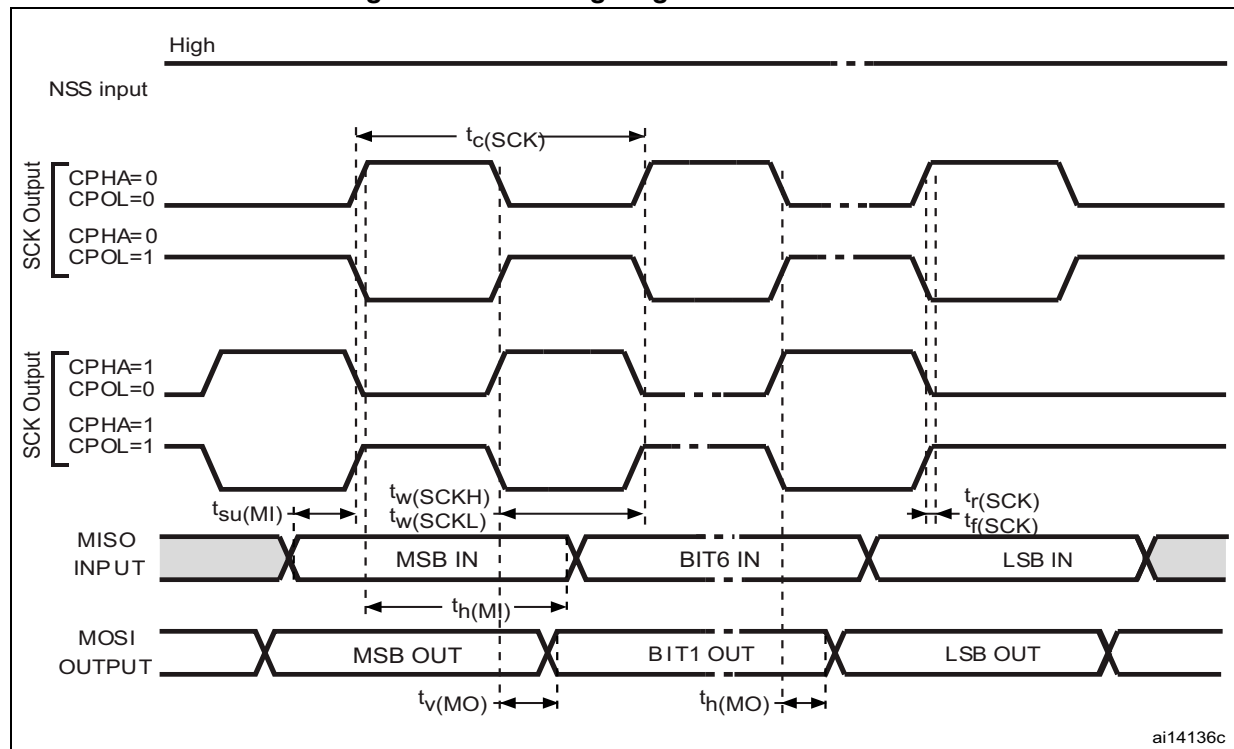 High
NSS input
tc(SCK)
SCK Output
CPHA=0
CPOL=0
CPHA=0
CPOL=1
SCK Output
CPHA=1
CPOL=0
CPHA=1
CPOL=1
tsu(MI)
tw(SCKH)
tw(SCKL)
tr(SCK)
tf(SCK)
MISO
INPUT
MSB IN
BIT6 IN
LSB IN
th(MI)
MOSI
OUTPUT
MSB OUT
BIT1 OUT
LSB OUT
tv(MO)
th(MO)
ai14136c